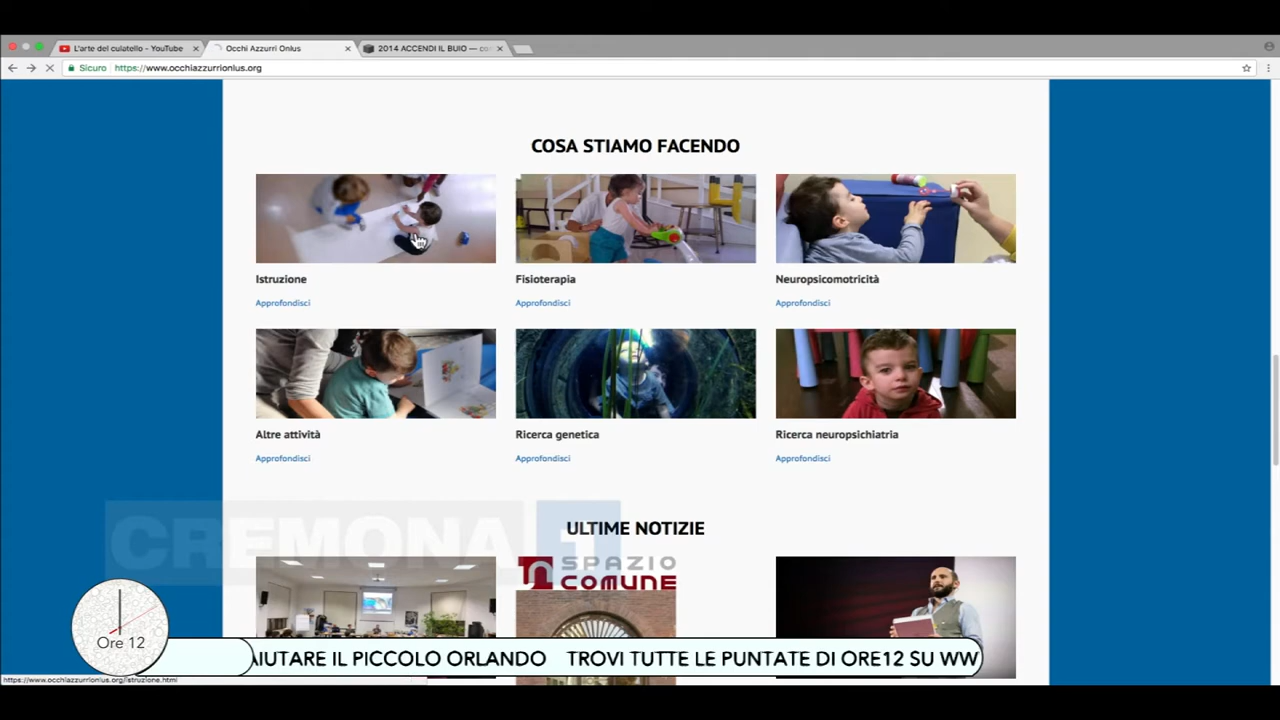 L'arte del culatello - YouTube
Occhi Azzurri Onlus
2014 ACCENDI IL BUIO — co
Sicuro
https://www.occhiazzurrionlus.org
COSA STIAMO FACENDO
Istruzione
Fisioterapia
Neuropsicomotricità
Approfondisci
Approfondisci
Approfondisci
Altre attività
Ricerca genetica
Ricerca neuropsichiatria
Approfondisci
Approfondisci
Approfondisci
CREMONA 1
ULTIME NOTIZIE
SPAZIO
COMUNE
Ore 12
AIUTARE IL PICCOLO ORLANDO TROVI TUTTE LE PUNTATE DI ORE12 SU WW
https://www.occhiazzurrionlus.org/istruzione.html